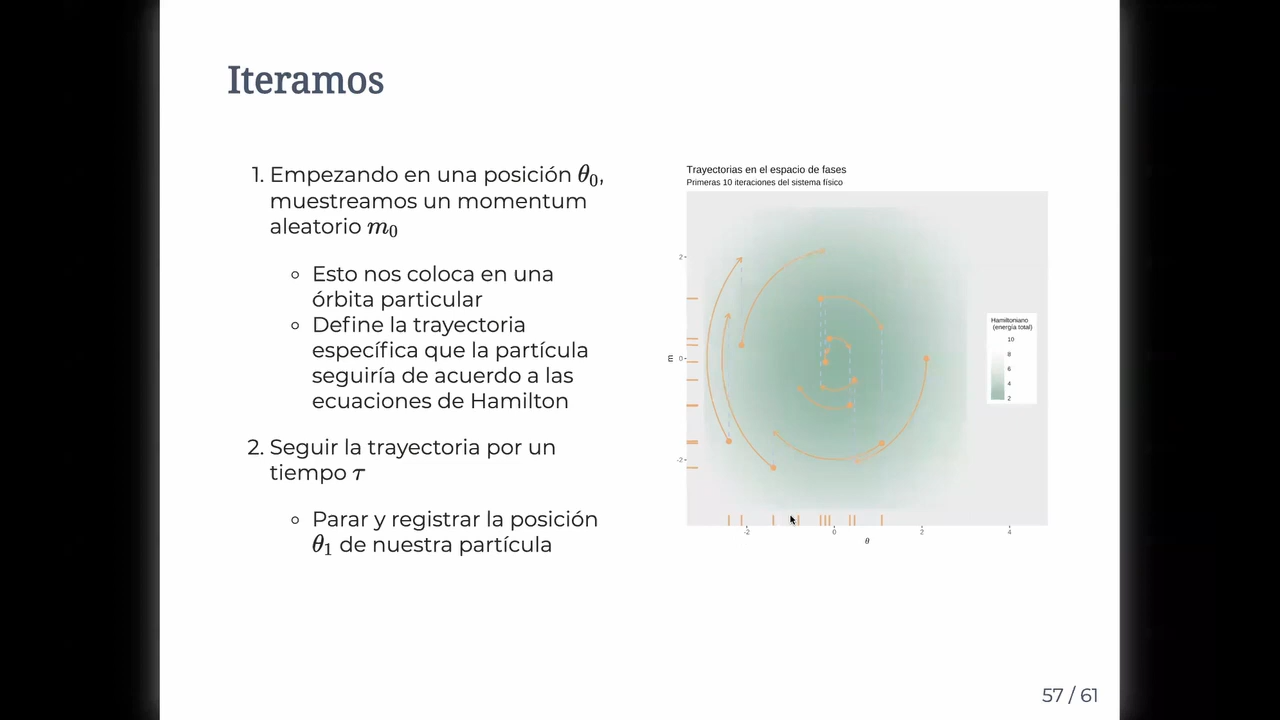 Iteramos
1. Empezando en una posición θ0,
muestreamos un momentum
aleatorio m0
Esto nos coloca en una
órbita particular
Define la trayectoria
específica que la partícula
seguiría de acuerdo a las
ecuaciones de Hamilton
2. Seguir la trayectoria por un
tiempo τ
Parar y registrar la posición
θ1 de nuestra partícula
Trayectorias en el espacio de fases
Primeras 10 iteraciones del sistema físico
2
0
-2
m
-2 0 2 4
θ
Hamiltoniano
(energía total)
10
8
6
4
2
57 / 61